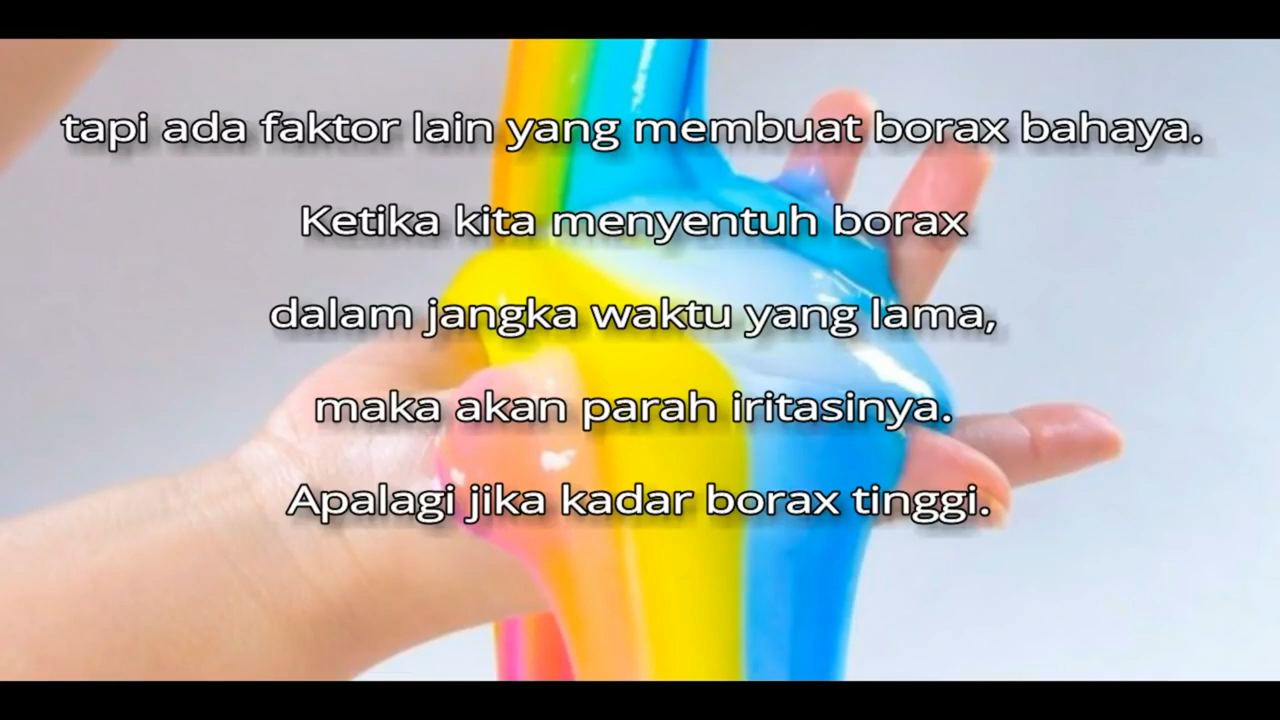 tapi ada faktor lain yang membuat borax bahaya.
Ketika kita menyentuh borax
dalam jangka waktu yang lama,
maka akan parah iritasinya.
Apalagi jika kadar borax tinggi.